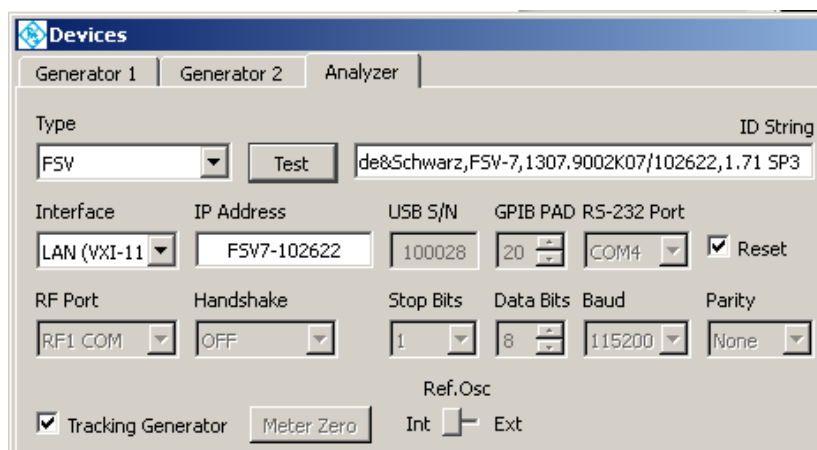 Devices
Generator 1 Generator 2 Analyzer
Type ID String
FSV Test de&Schwarz,FSV-7,1307.9002K07/102622,1.71 SP3
Interface IP Address USB S/N GPIB PAD RS-232 Port
LAN (VXI-11 FSV7-102622 100028 20 COM4 Reset
RF Port Handshake Stop Bits Data Bits Baud Parity
RF1 COM OFF 1 8 115200 None
Ref.Osc
Tracking Generator Meter Zero Int Ext